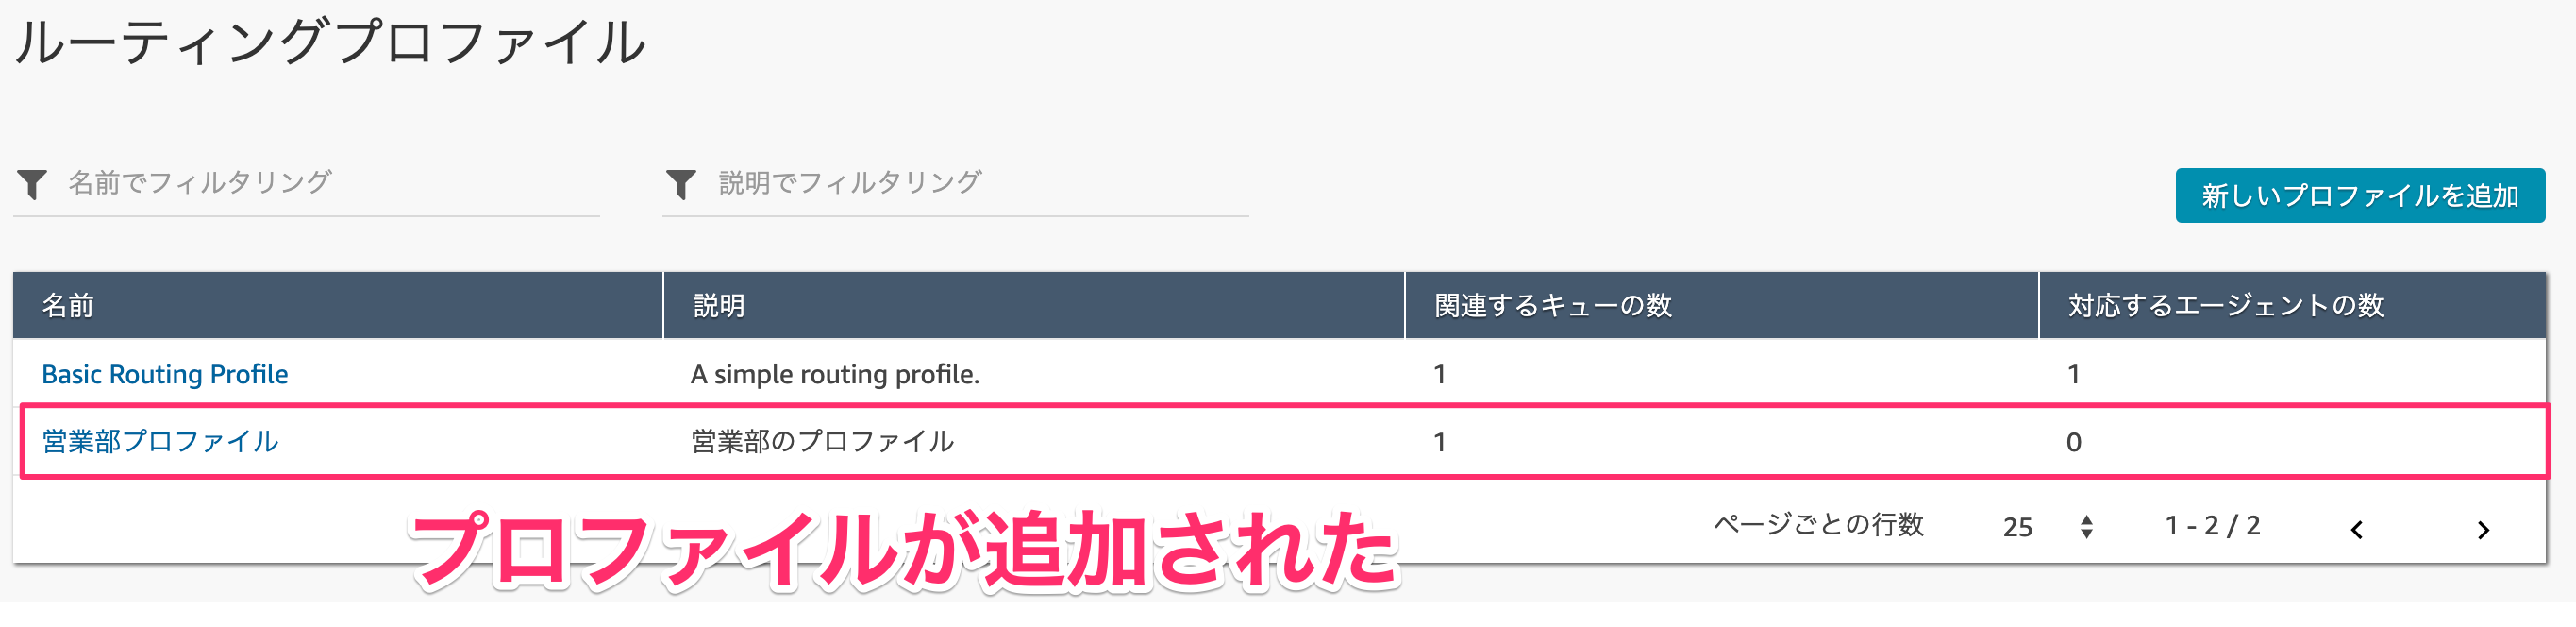 ルーティングプロファイル
名前でフィルタリング 説明でフィルタリング 新しいプロファイルを追加
名前 説明 関連するキューの数 対応するエージェントの数
Basic Routing Profile A simple routing profile. 1 1
営業部プロファイル 営業部のプロファイル 1 0
ページごとの行数 25 1 - 2 / 2
プロファイルが追加された